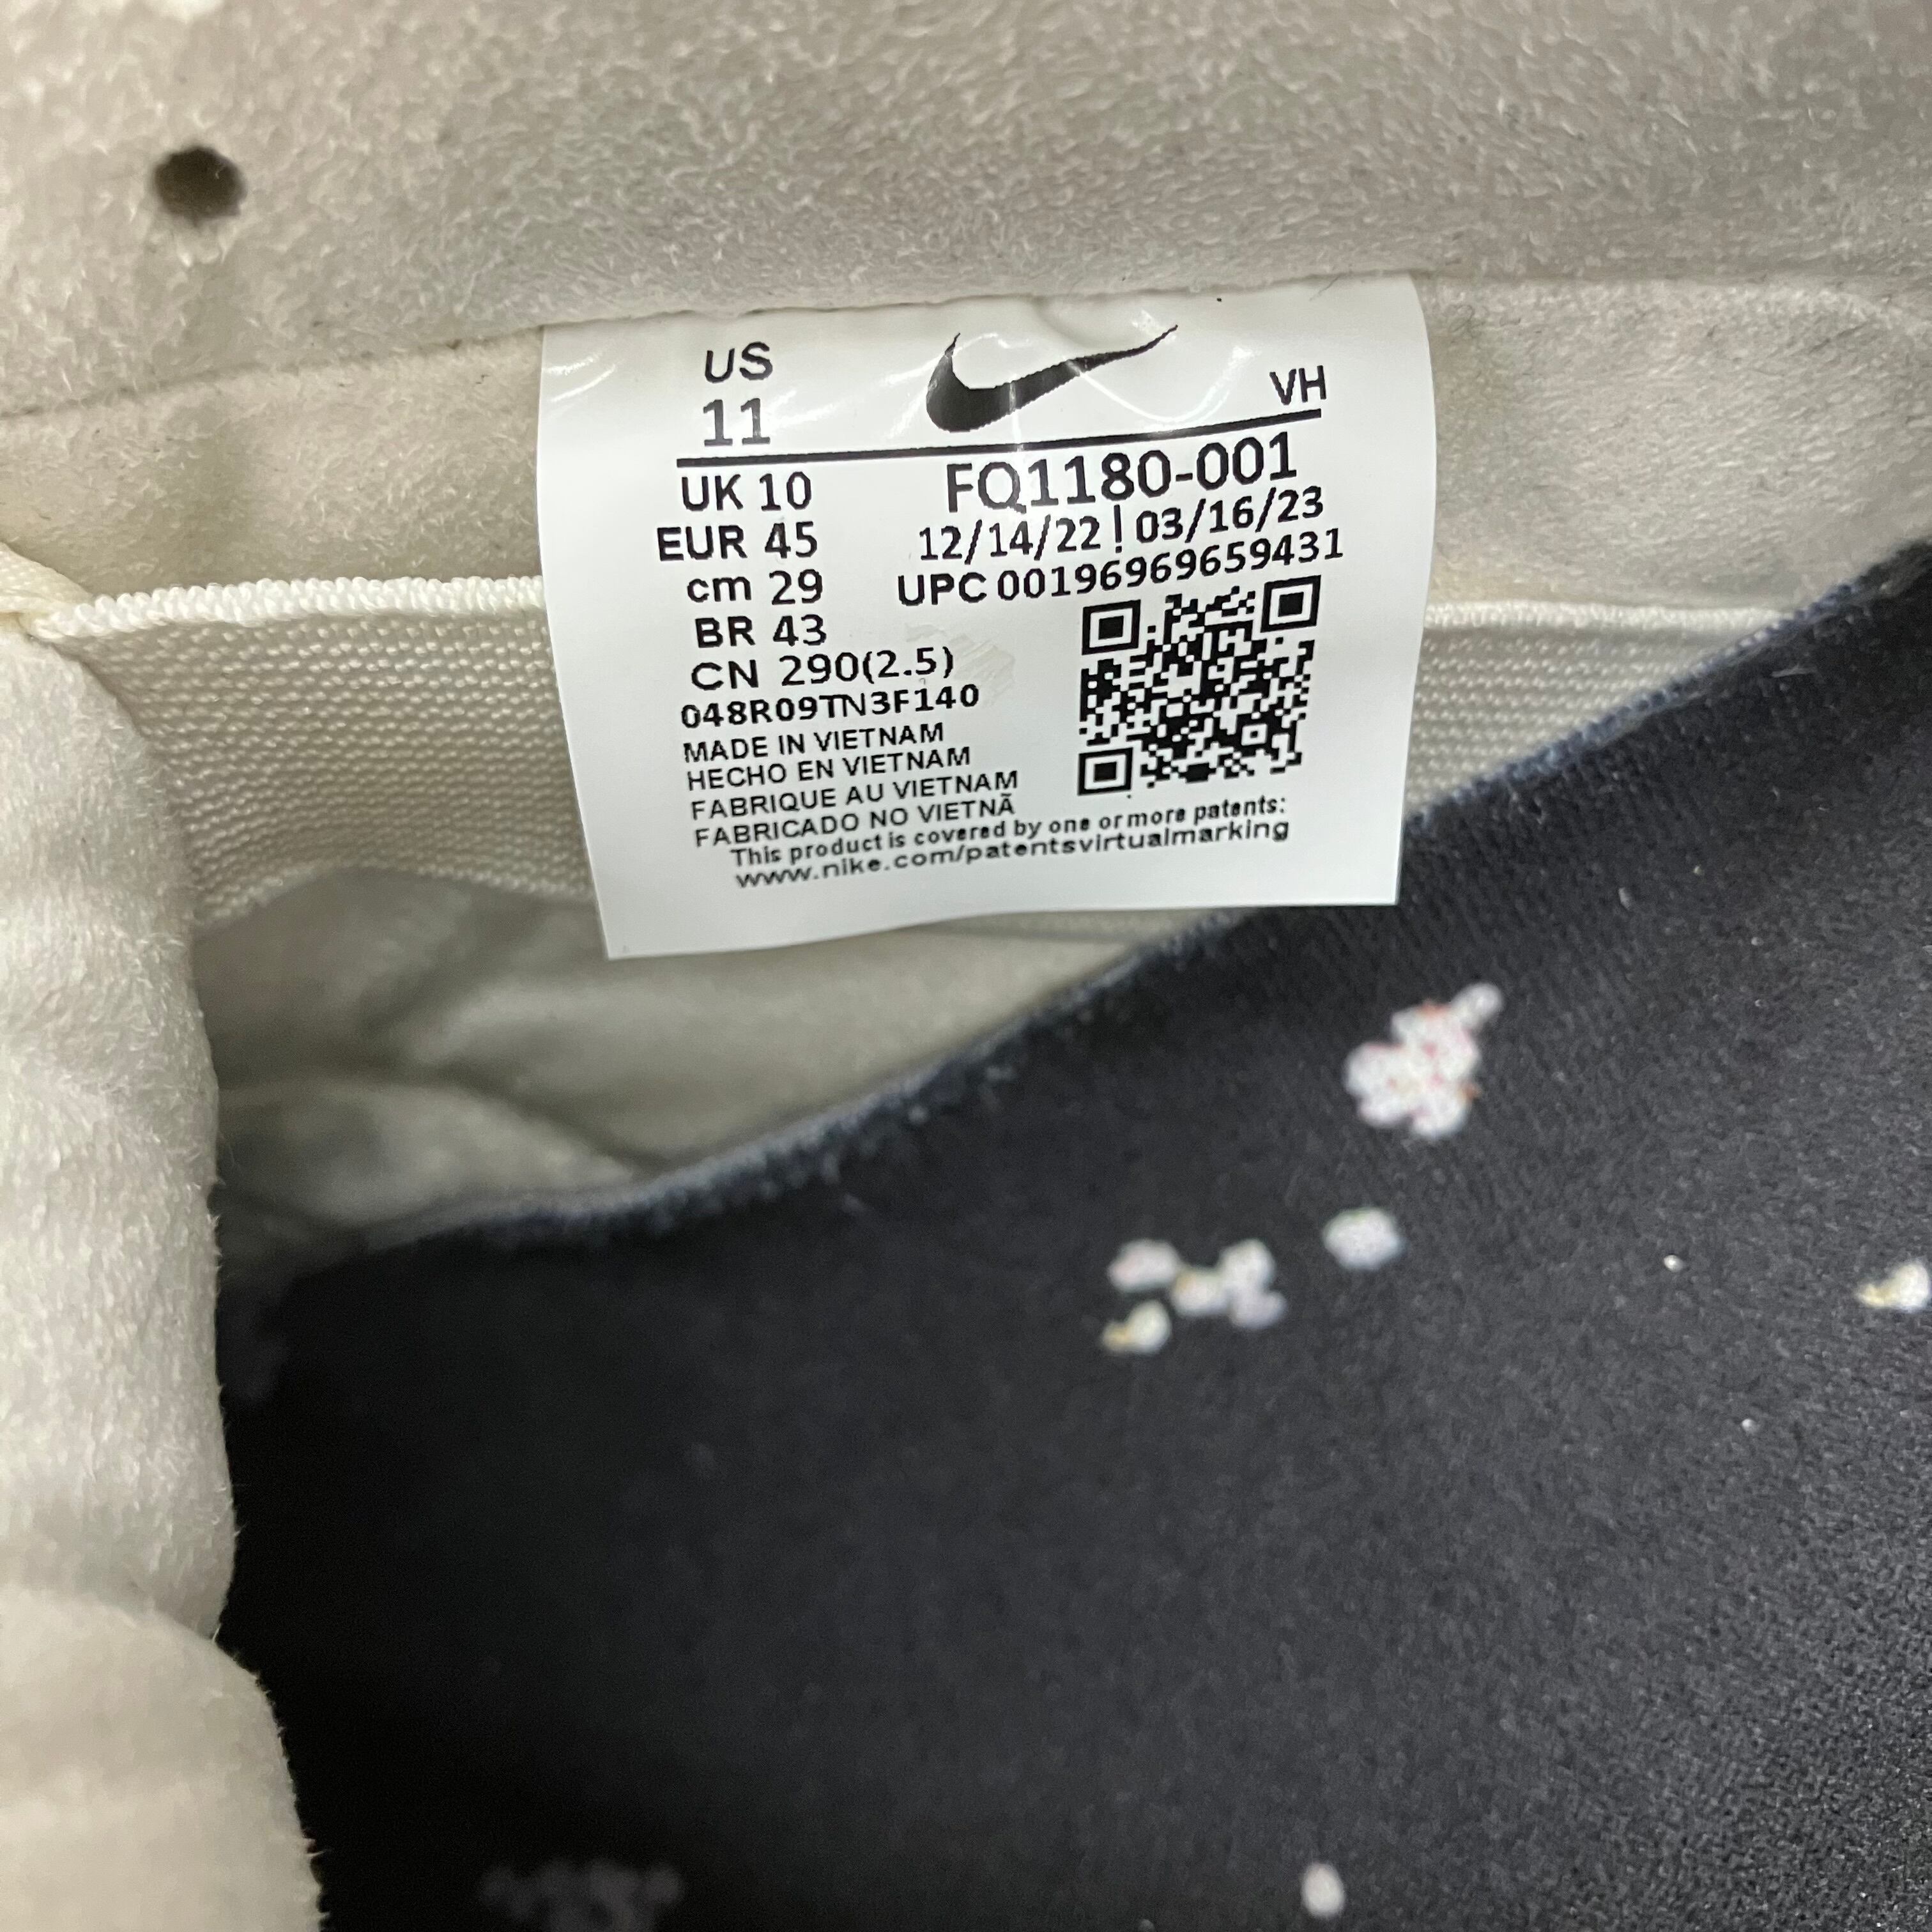 US
11
VH
UK 10
FQ1180-001
EUR 45
12/14/22 | 03/16/23
cm 29
UPC 00196969659431
BR 43
CN 290(2.5)
048R09TN3F140
MADE IN VIETNAM
HECHO EN VIETNAM
FABRIQUE AU VIETNAM
FABRICADO NO VIETNÃ
This product is covered by one or more patents:
www.nike.com/patentsvirtualmarking